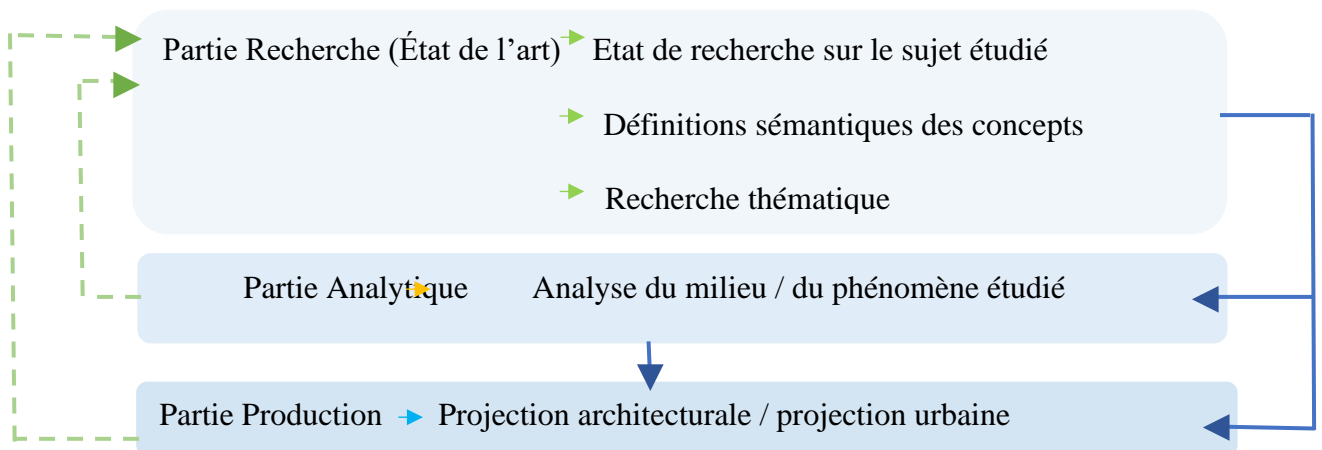 Partie Recherche (État de l’art) Etat de recherche sur le sujet étudié
Définitions sémantiques des concepts
Recherche thématique
Partie Analytique Analyse du milieu / du phénomène étudié
Partie Production Projection architecturale / projection urbaine